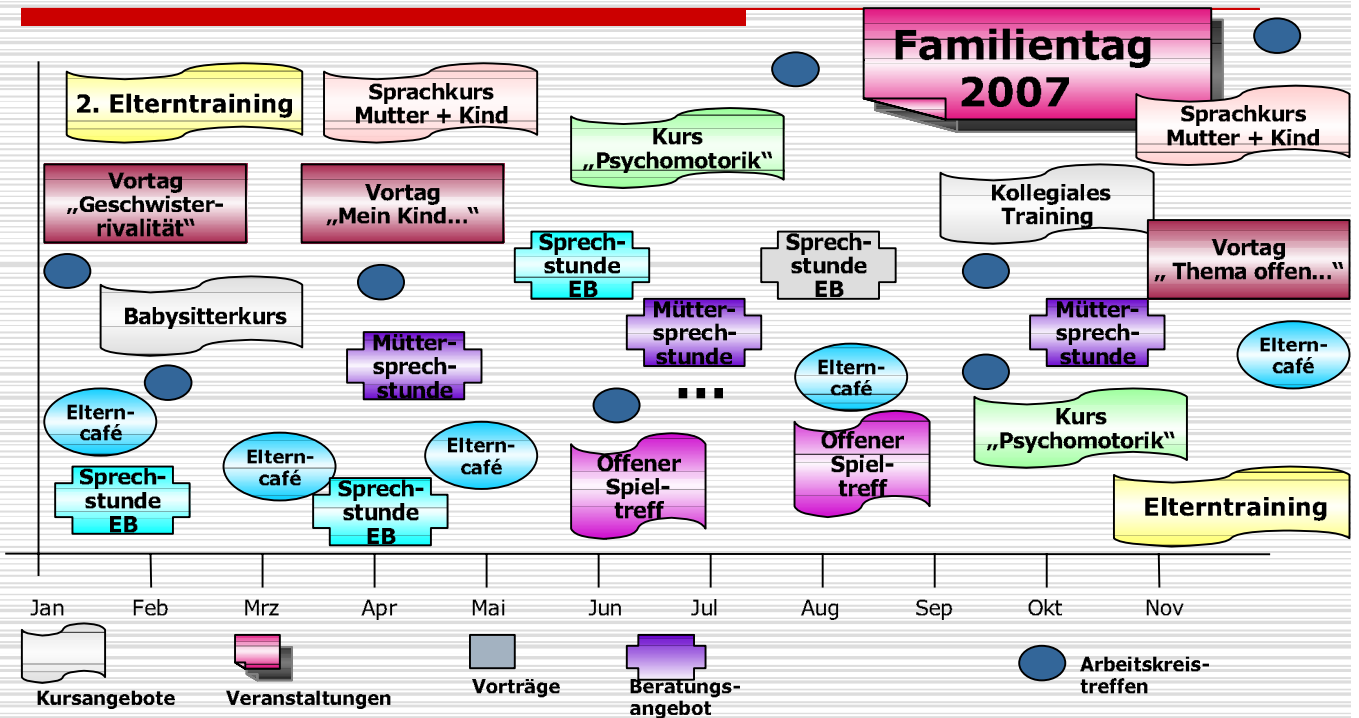 Familientag
2007
2. Elterntraining
Sprachkurs
Mutter + Kind
Kurs
„Psychomotorik“
Sprachkurs
Mutter + Kind
Vortag
„Geschwister-
rivalität“
Vortag
„Mein Kind...“
Kollegiales
Training
Sprech-
stunde
EB
Sprech-
stunde
EB
Vortag
„ Thema offen...“
Babysitterkurs
Mütter-
sprech-
stunde
Mütter-
sprech-
stunde
Mütter-
sprech-
stunde
Eltern-
café
...
Eltern-
café
Eltern-
café
Kurs
„Psychomotorik“
Eltern-
café
Eltern-
café
Offener
Spiel-
treff
Offener
Spiel-
treff
Sprech-
stunde
EB
Sprech-
stunde
EB
Elterntraining
Jan Feb Mrz Apr Mai Jun Jul Aug Sep Okt Nov
Kursangebote
Veranstaltungen
Vorträge
Beratungs-
angebot
Arbeitskreis-
treffen